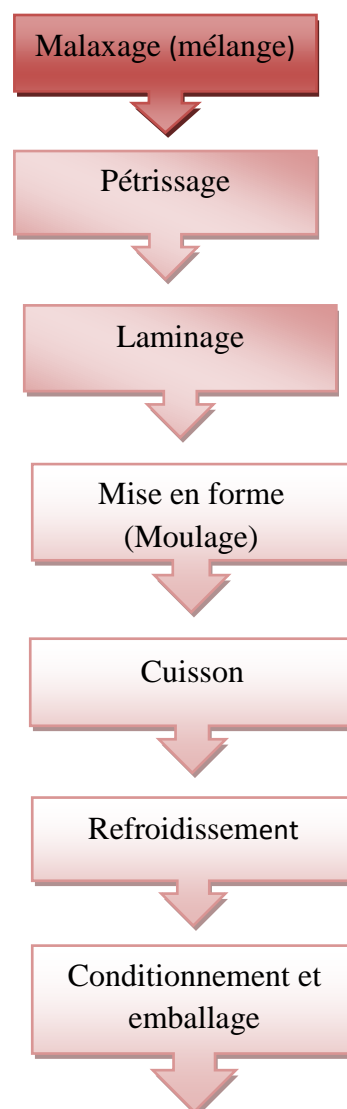 Malaxage (mélange)
Pétrissage
Laminage
Mise en forme
(Moulage)
Cuisson
Refroidissement
Conditionnement et
emballage